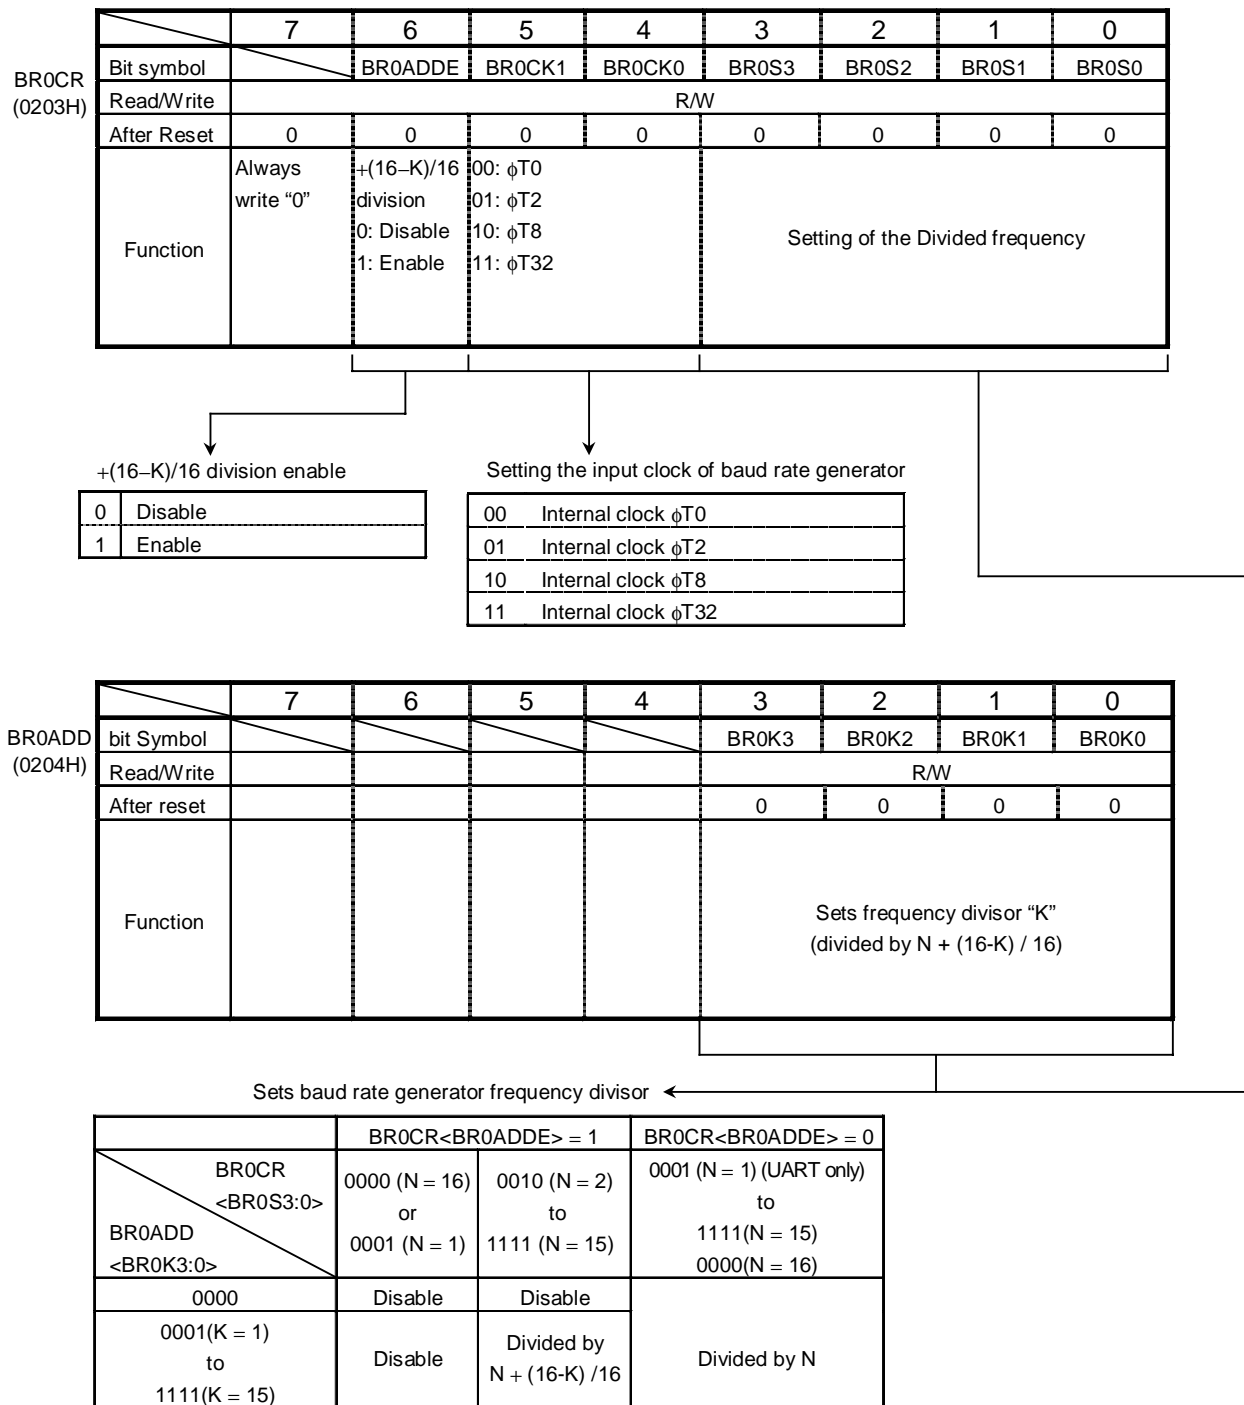 7 6 5 4 3 2 1 0
BR0CR
(0203H)
Bit symbol BR0ADDE BR0CK1 BR0CK0 BR0S3 BR0S2 BR0S1 BR0S0
Read/Write R/W
After Reset 0 0 0 0 0 0 0 0
Function
Always
write “0”
+(16–K)/16
division
0: Disable
1: Enable
00: ϕT0
01: ϕT2
10: ϕT8
11: ϕT32
Setting of the Divided frequency
+(16–K)/16 division enable
0 Disable
1 Enable
Setting the input clock of baud rate generator
00 Internal clock ϕT0
01 Internal clock ϕT2
10 Internal clock ϕT8
11 Internal clock ϕT32
7 6 5 4 3 2 1 0
BR0ADD
(0204H)
bit Symbol BR0K3 BR0K2 BR0K1 BR0K0
Read/Write R/W
After reset 0 0 0 0
Function
Sets frequency divisor “K”
(divided by N + (16-K) / 16)
Sets baud rate generator frequency divisor
BR0CR<BR0ADDE> = 1 BR0CR<BR0ADDE> = 0
BR0CR
<BR0S3:0>
BR0ADD
<BR0K3:0>
0000 (N = 16)
or
0001 (N = 1)
0010 (N = 2)
to
1111 (N = 15)
0001 (N = 1) (UART only)
to
1111(N = 15)
0000(N = 16)
0000 Disable Disable
0001(K = 1)
to
1111(K = 15)
Disable
Divided by
N + (16-K) /16
Divided by N